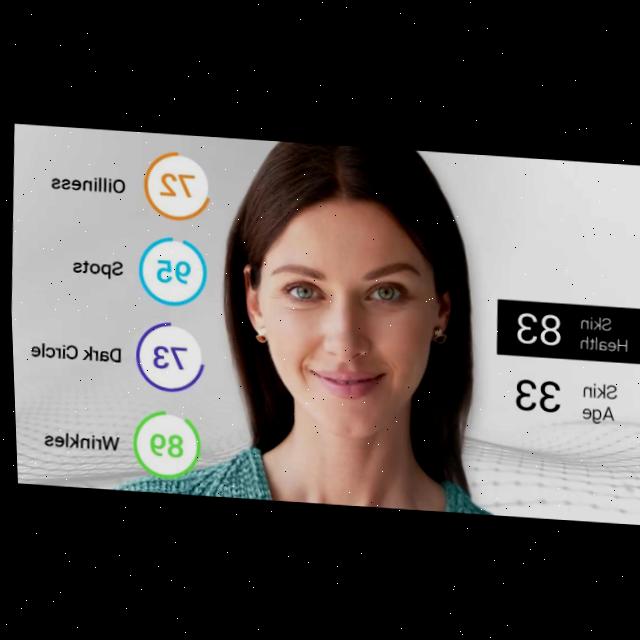 72 Oilliness
95 Spots
73 Dark Circle
89 Wrinkles
Skin
Health 83
Skin
Age 33